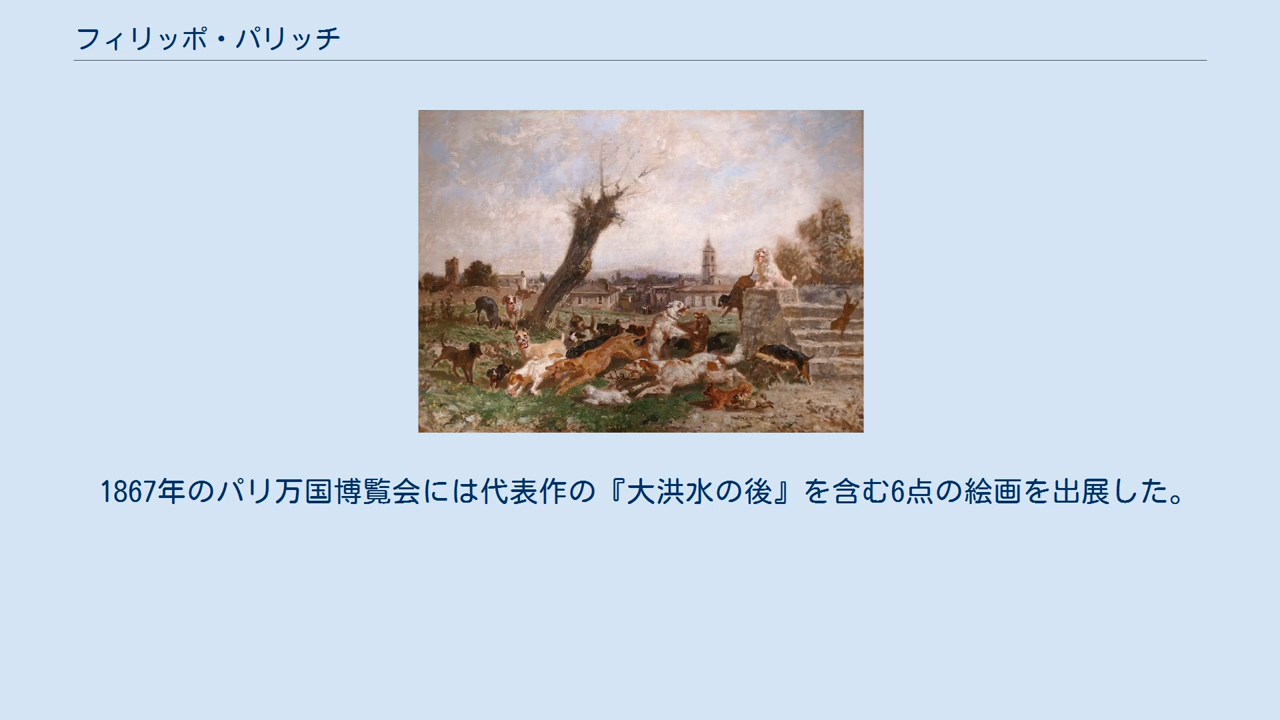 フィリッポ・パリッチ
1867年のパリ万国博覧会には代表作の『大洪水の後』を含む6点の絵画を出展した。